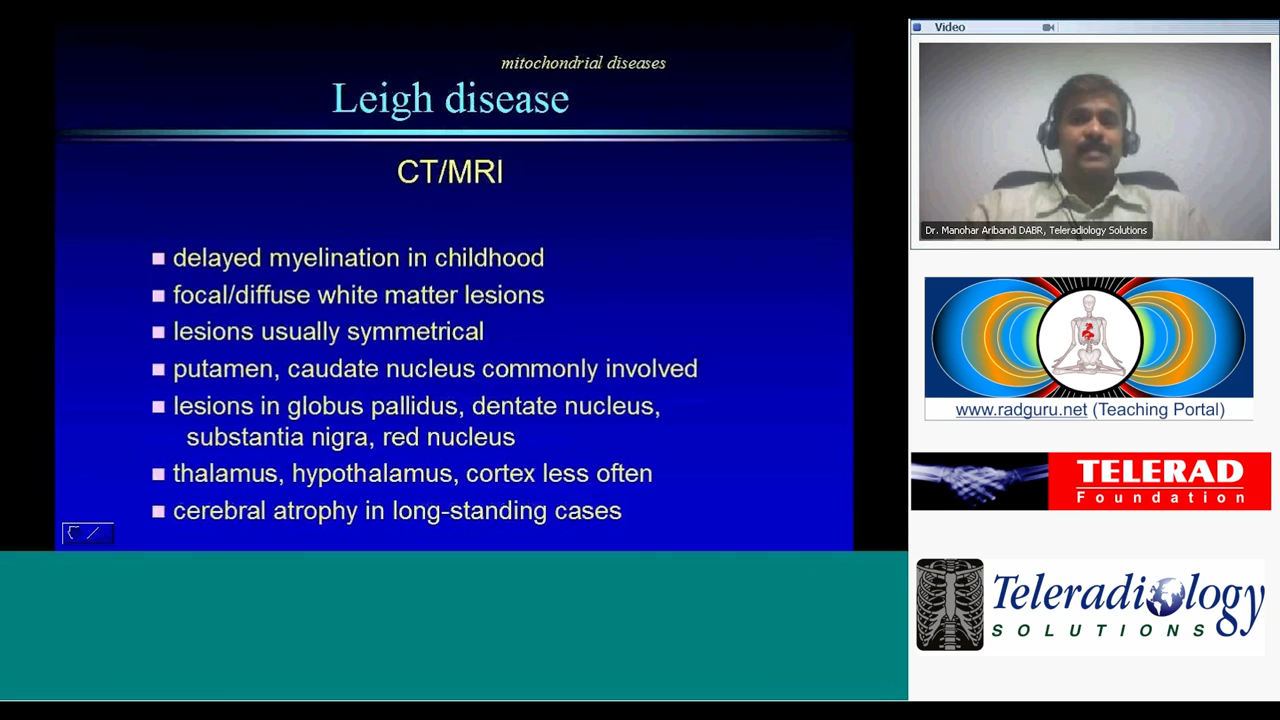 mitochondrial diseases
Leigh disease
CT/MRI
delayed myelination in childhood
focal/diffuse white matter lesions
lesions usually symmetrical
putamen, caudate nucleus commonly involved
lesions in globus pallidus, dentate nucleus,
substantia nigra, red nucleus
thalamus, hypothalamus, cortex less often
cerebral atrophy in long-standing cases
Video
Dr. Manohar Aribandi DABR, Teleradiology Solutions
www.radguru.net (Teaching Portal)
TELERAD
Foundation
Teleradiology
SOLUTIONS